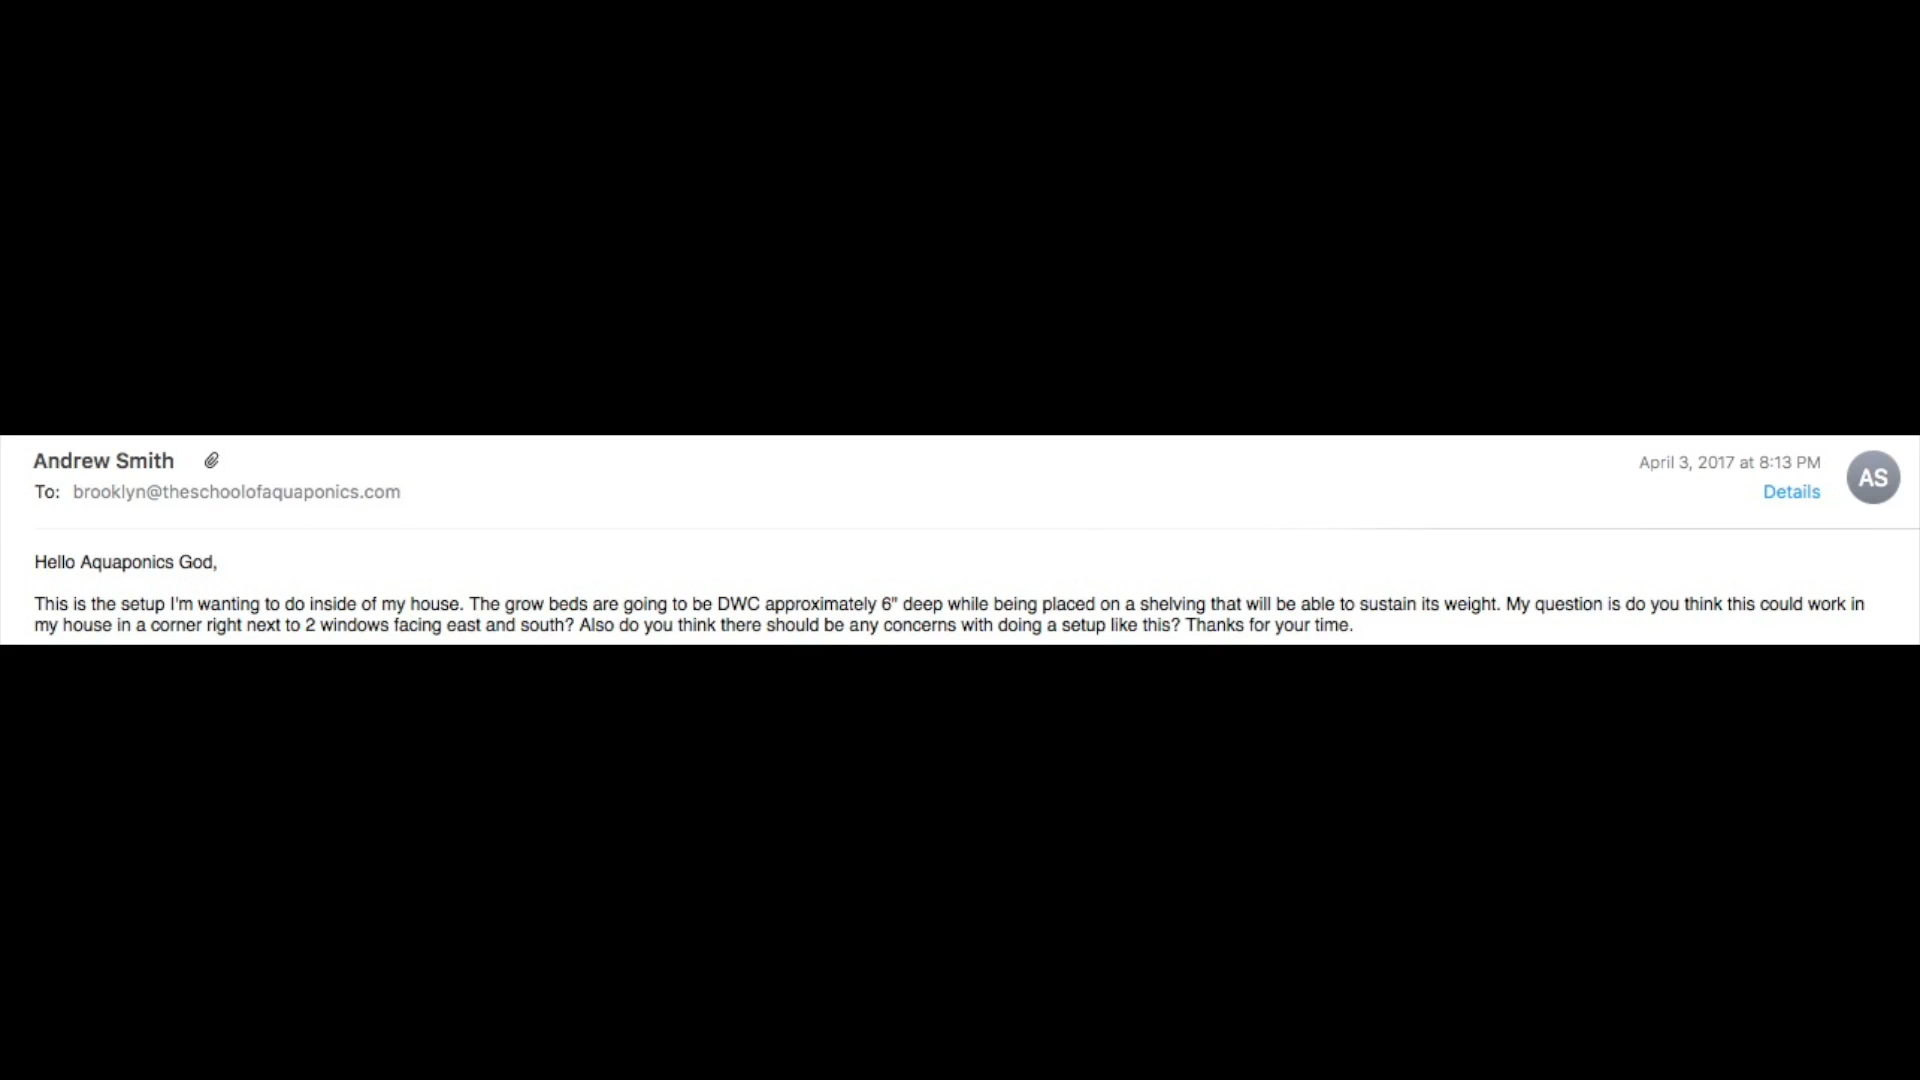 Andrew Smith
April 3, 2017 at 8:13 PM
AS
To: brooklyn@theschoolofaquaponics.com
Details
Hello Aquaponics God,
This is the setup I'm wanting to do inside of my house. The grow beds are going to be DWC approximately 6" deep while being placed on a shelving that will be able to sustain its weight. My question is do you think this could work in
my house in a corner right next to 2 windows facing east and south? Also do you think there should be any concerns with doing a setup like this? Thanks for your time.